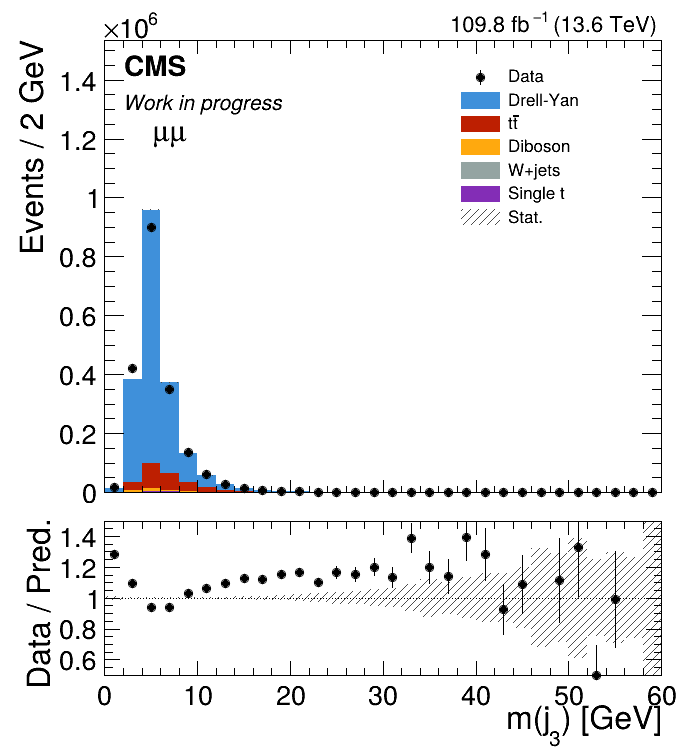 ×10⁶
109.8 fb⁻¹ (13.6 TeV)
Events / 2 GeV
CMS
Work in progress
μμ
Data
Drell-Yan
tt̄
Diboson
W+jets
Single t
Stat.
1.4
1.2
1
0.8
0.6
0.4
0.2
0
Data / Pred.
1.4
1.2
1
0.8
0.6
0 10 20 30 40 50 60
m(j₃) [GeV]